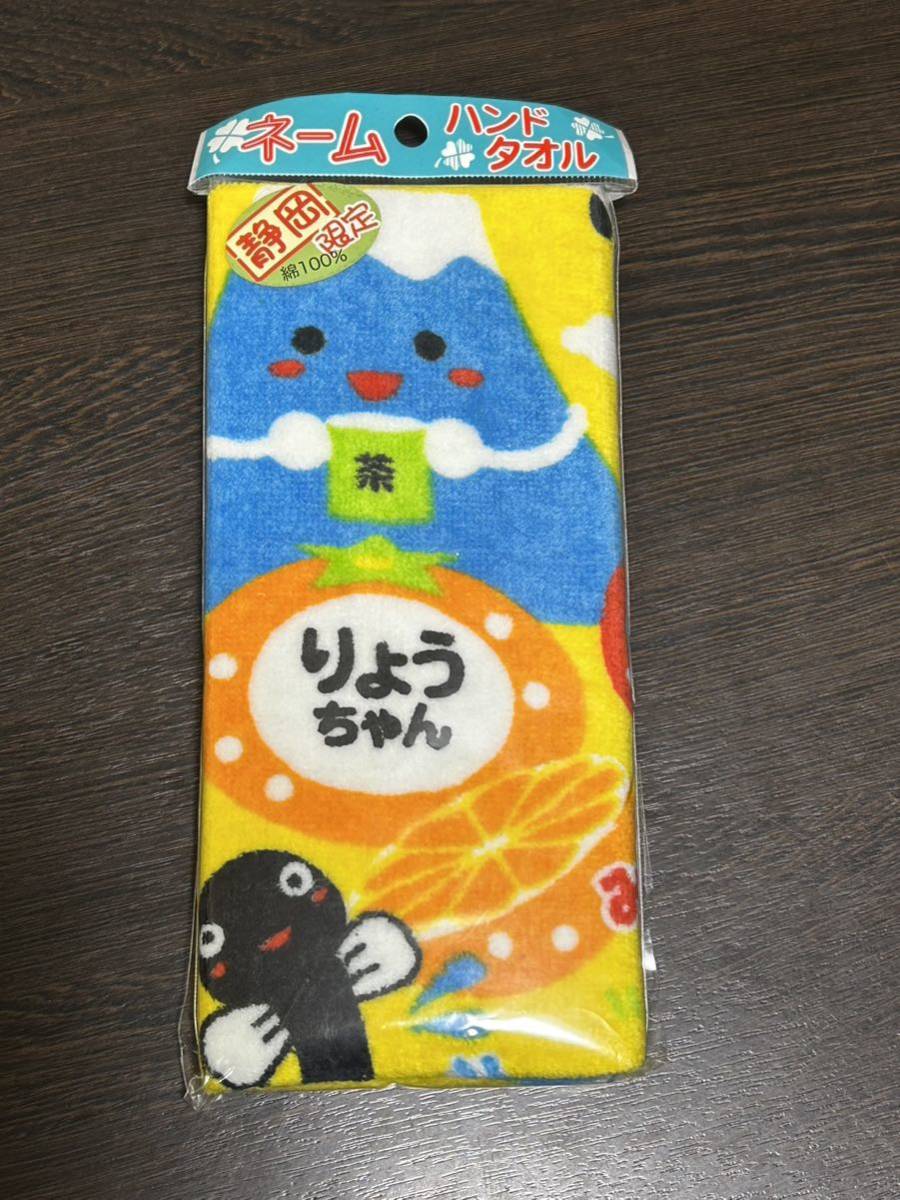 ネーム
ハンド
タオル
静岡
限定
綿100%
茶
りょう
ちゃん